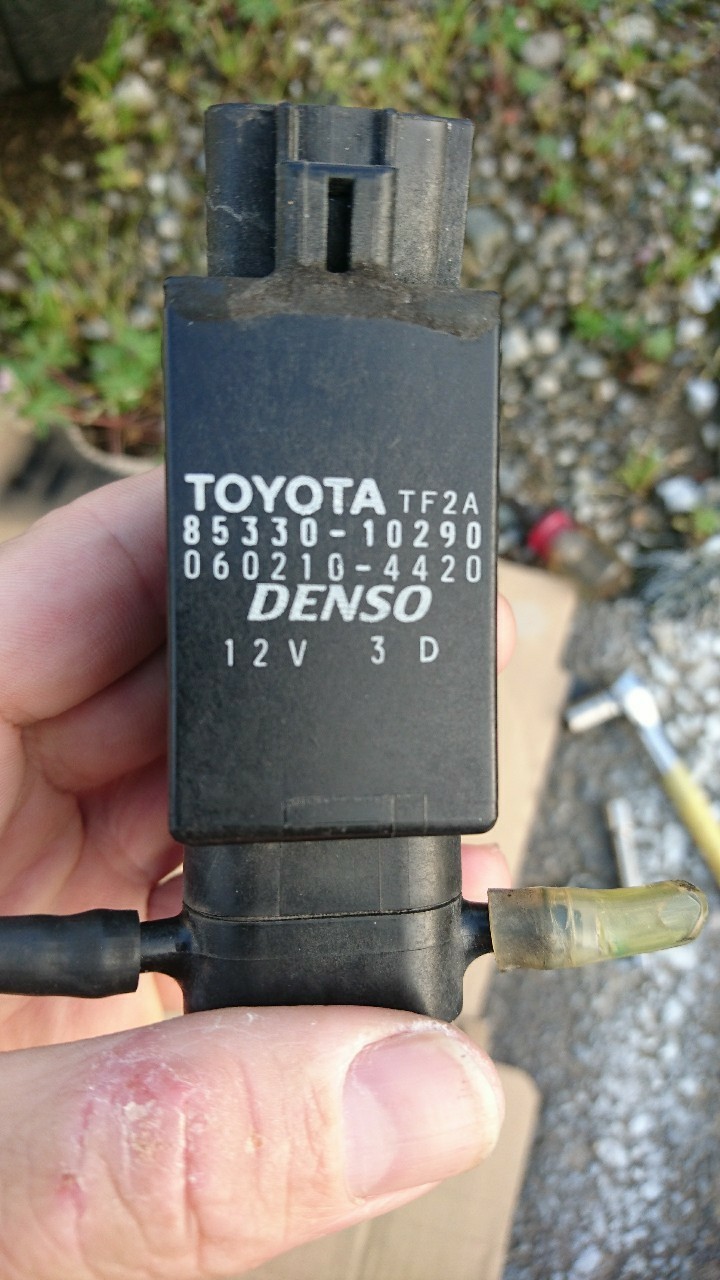 TOYOTA TF2A
85330-10290
060210-4420
DENSO
12V 3D